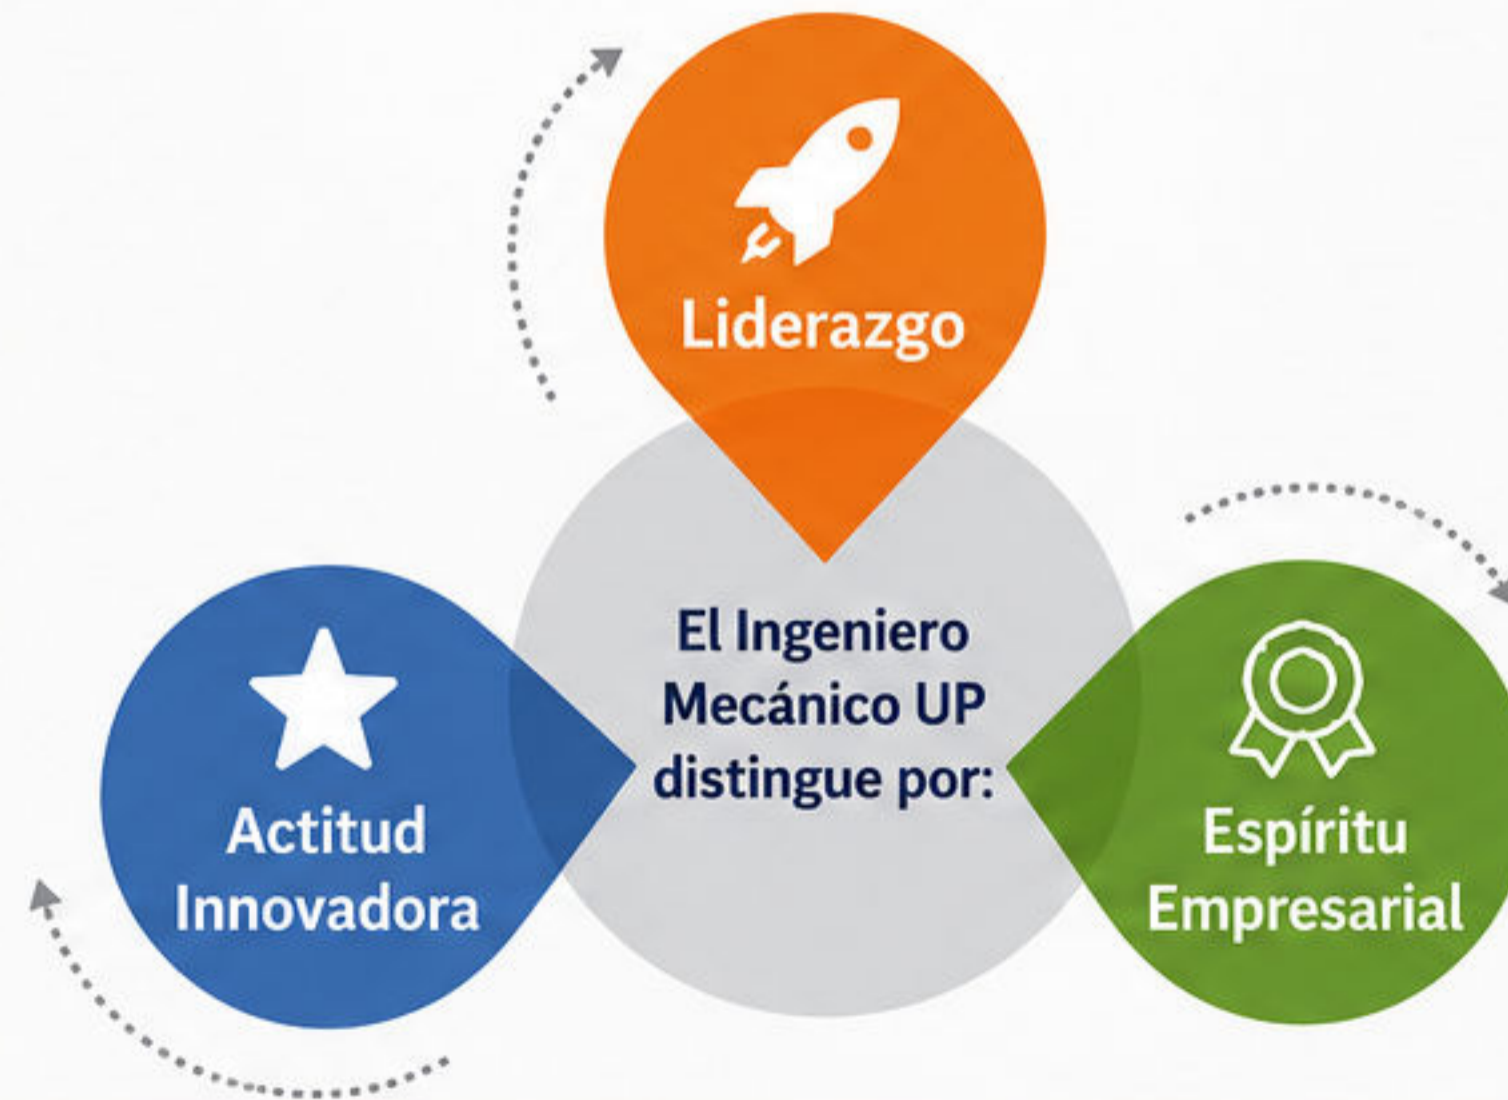 Liderazgo
El Ingeniero
Mecánico UP
distingue por:
Actitud
Innovadora
Espíritu
Empresarial